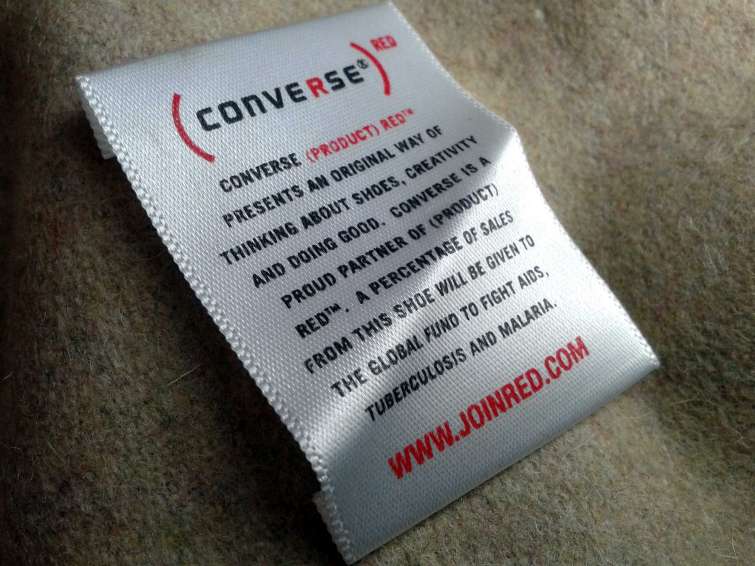 (CONVERSE®) RED
CONVERSE (PRODUCT) RED™
PRESENTS AN ORIGINAL WAY OF
THINKING ABOUT SHOES, CREATIVITY
AND DOING GOOD. CONVERSE IS A
PROUD PARTNER OF (PRODUCT)
RED™. A PERCENTAGE OF SALES
FROM THIS SHOE WILL BE GIVEN TO
THE GLOBAL FUND TO FIGHT AIDS,
TUBERCULOSIS AND MALARIA.
WWW.JOINRED.COM